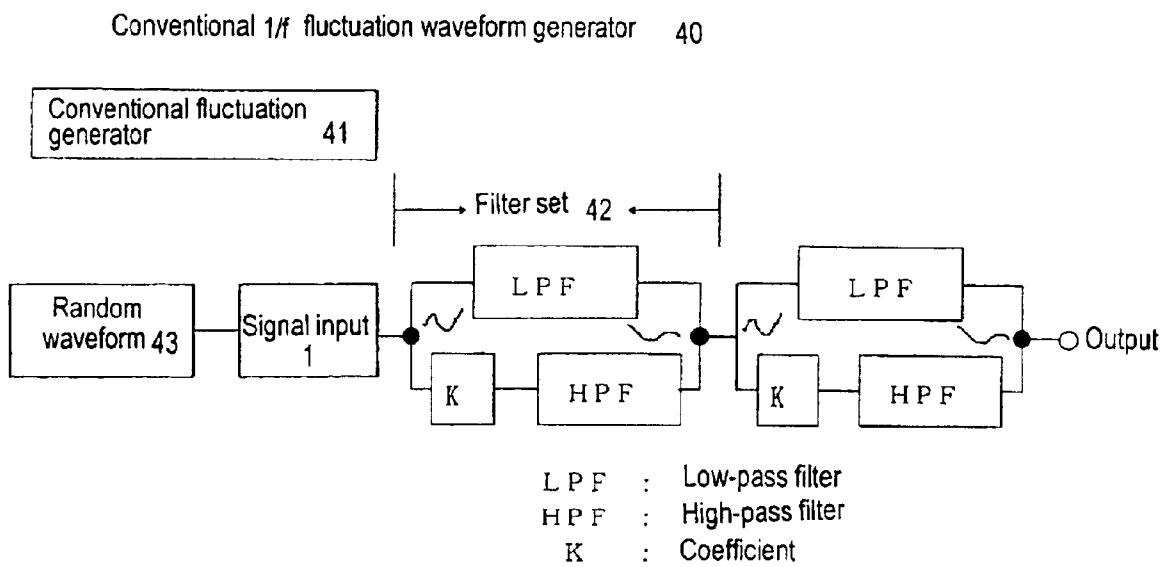 Conventional 1/f fluctuation waveform generator 40
Conventional fluctuation
generator 41
Filter set 42
LPF
LPF
Random
waveform 43
Signal input
1
Output
K
HPF
K
HPF
LPF : Low-pass filter
HPF : High-pass filter
K : Coefficient